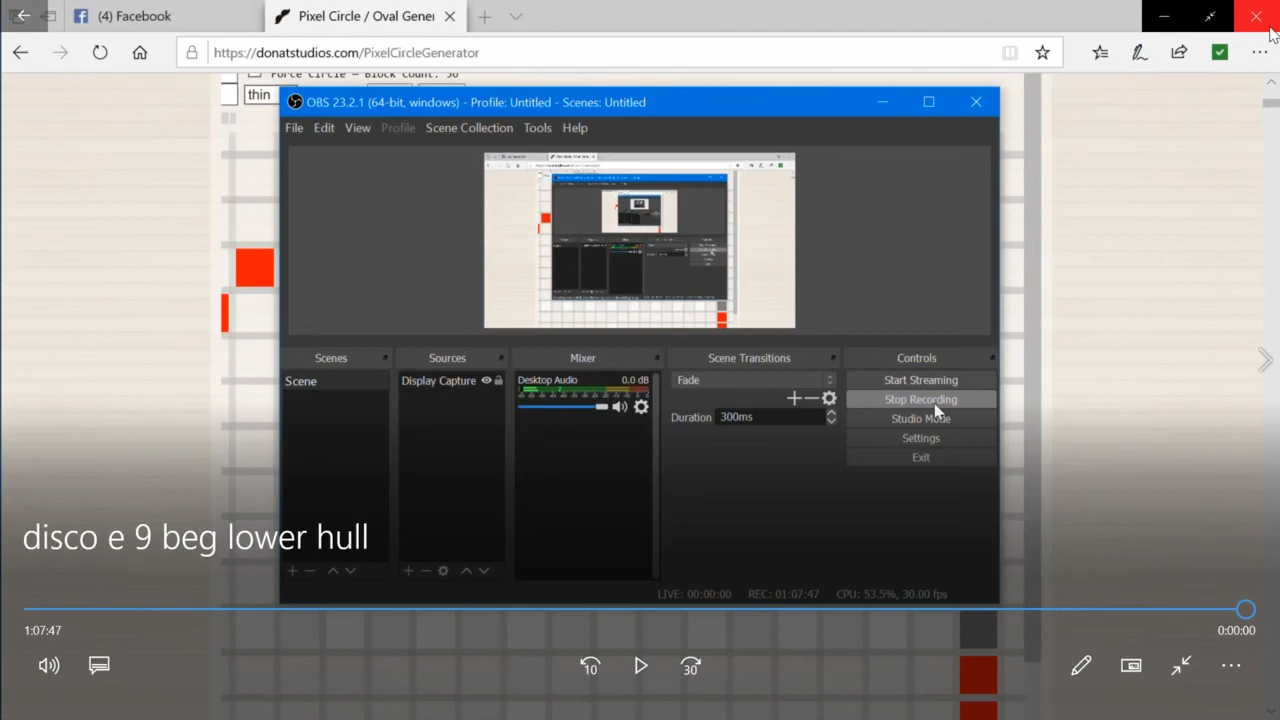 (4) Facebook
Pixel Circle / Oval Gener
https://donatstudios.com/PixelCircleGenerator
Force Circle — Block Count: 56
thin
OBS 23.2.1 (64-bit, windows) - Profile: Untitled - Scenes: Untitled
File Edit View Profile Scene Collection Tools Help
Scenes Sources Mixer Scene Transitions Controls
Scene
Display Capture
Desktop Audio 0.0 dB
Fade
Duration 300ms
Start Streaming
Stop Recording
Studio Mode
Settings
Exit
LIVE: 00:00:00 REC: 01:07:47 CPU: 53.5%, 30.00 fps
disco e 9 beg lower hull
1:07:47 0:00:00
10 30